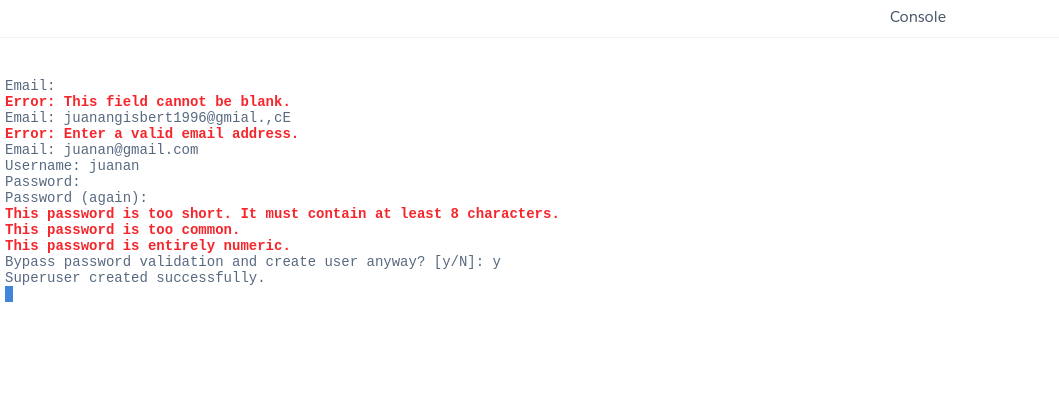 Console
Email:
Error: This field cannot be blank.
Email: juanangisbert1996@gmial.,cE
Error: Enter a valid email address.
Email: juanan@gmail.com
Username: juanan
Password:
Password (again):
This password is too short. It must contain at least 8 characters.
This password is too common.
This password is entirely numeric.
Bypass password validation and create user anyway? [y/N]: y
Superuser created successfully.